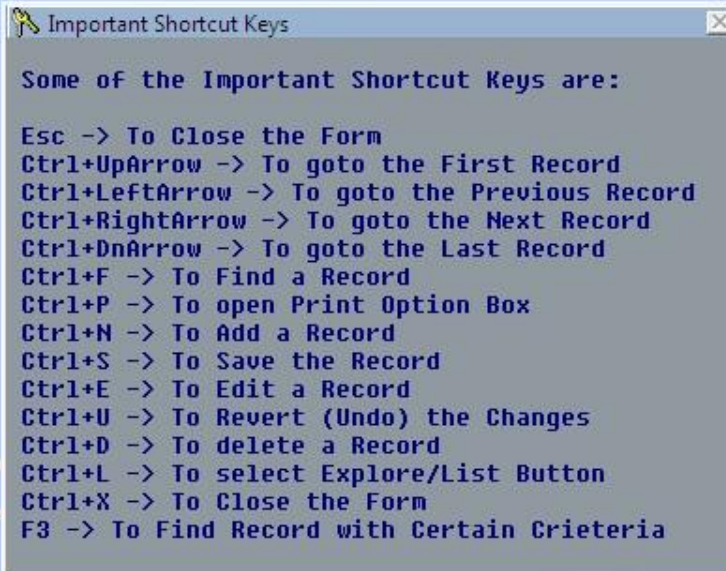 Important Shortcut Keys
Some of the Important Shortcut Keys are:
Esc -> To Close the Form
Ctrl+UpArrow -> To goto the First Record
Ctrl+LeftArrow -> To goto the Previous Record
Ctrl+RightArrow -> To goto the Next Record
Ctrl+DnArrow -> To goto the Last Record
Ctrl+F -> To Find a Record
Ctrl+P -> To open Print Option Box
Ctrl+N -> To Add a Record
Ctrl+S -> To Save the Record
Ctrl+E -> To Edit a Record
Ctrl+U -> To Revert (Undo) the Changes
Ctrl+D -> To delete a Record
Ctrl+L -> To select Explore/List Button
Ctrl+X -> To Close the Form
F3 -> To Find Record with Certain Crieteria